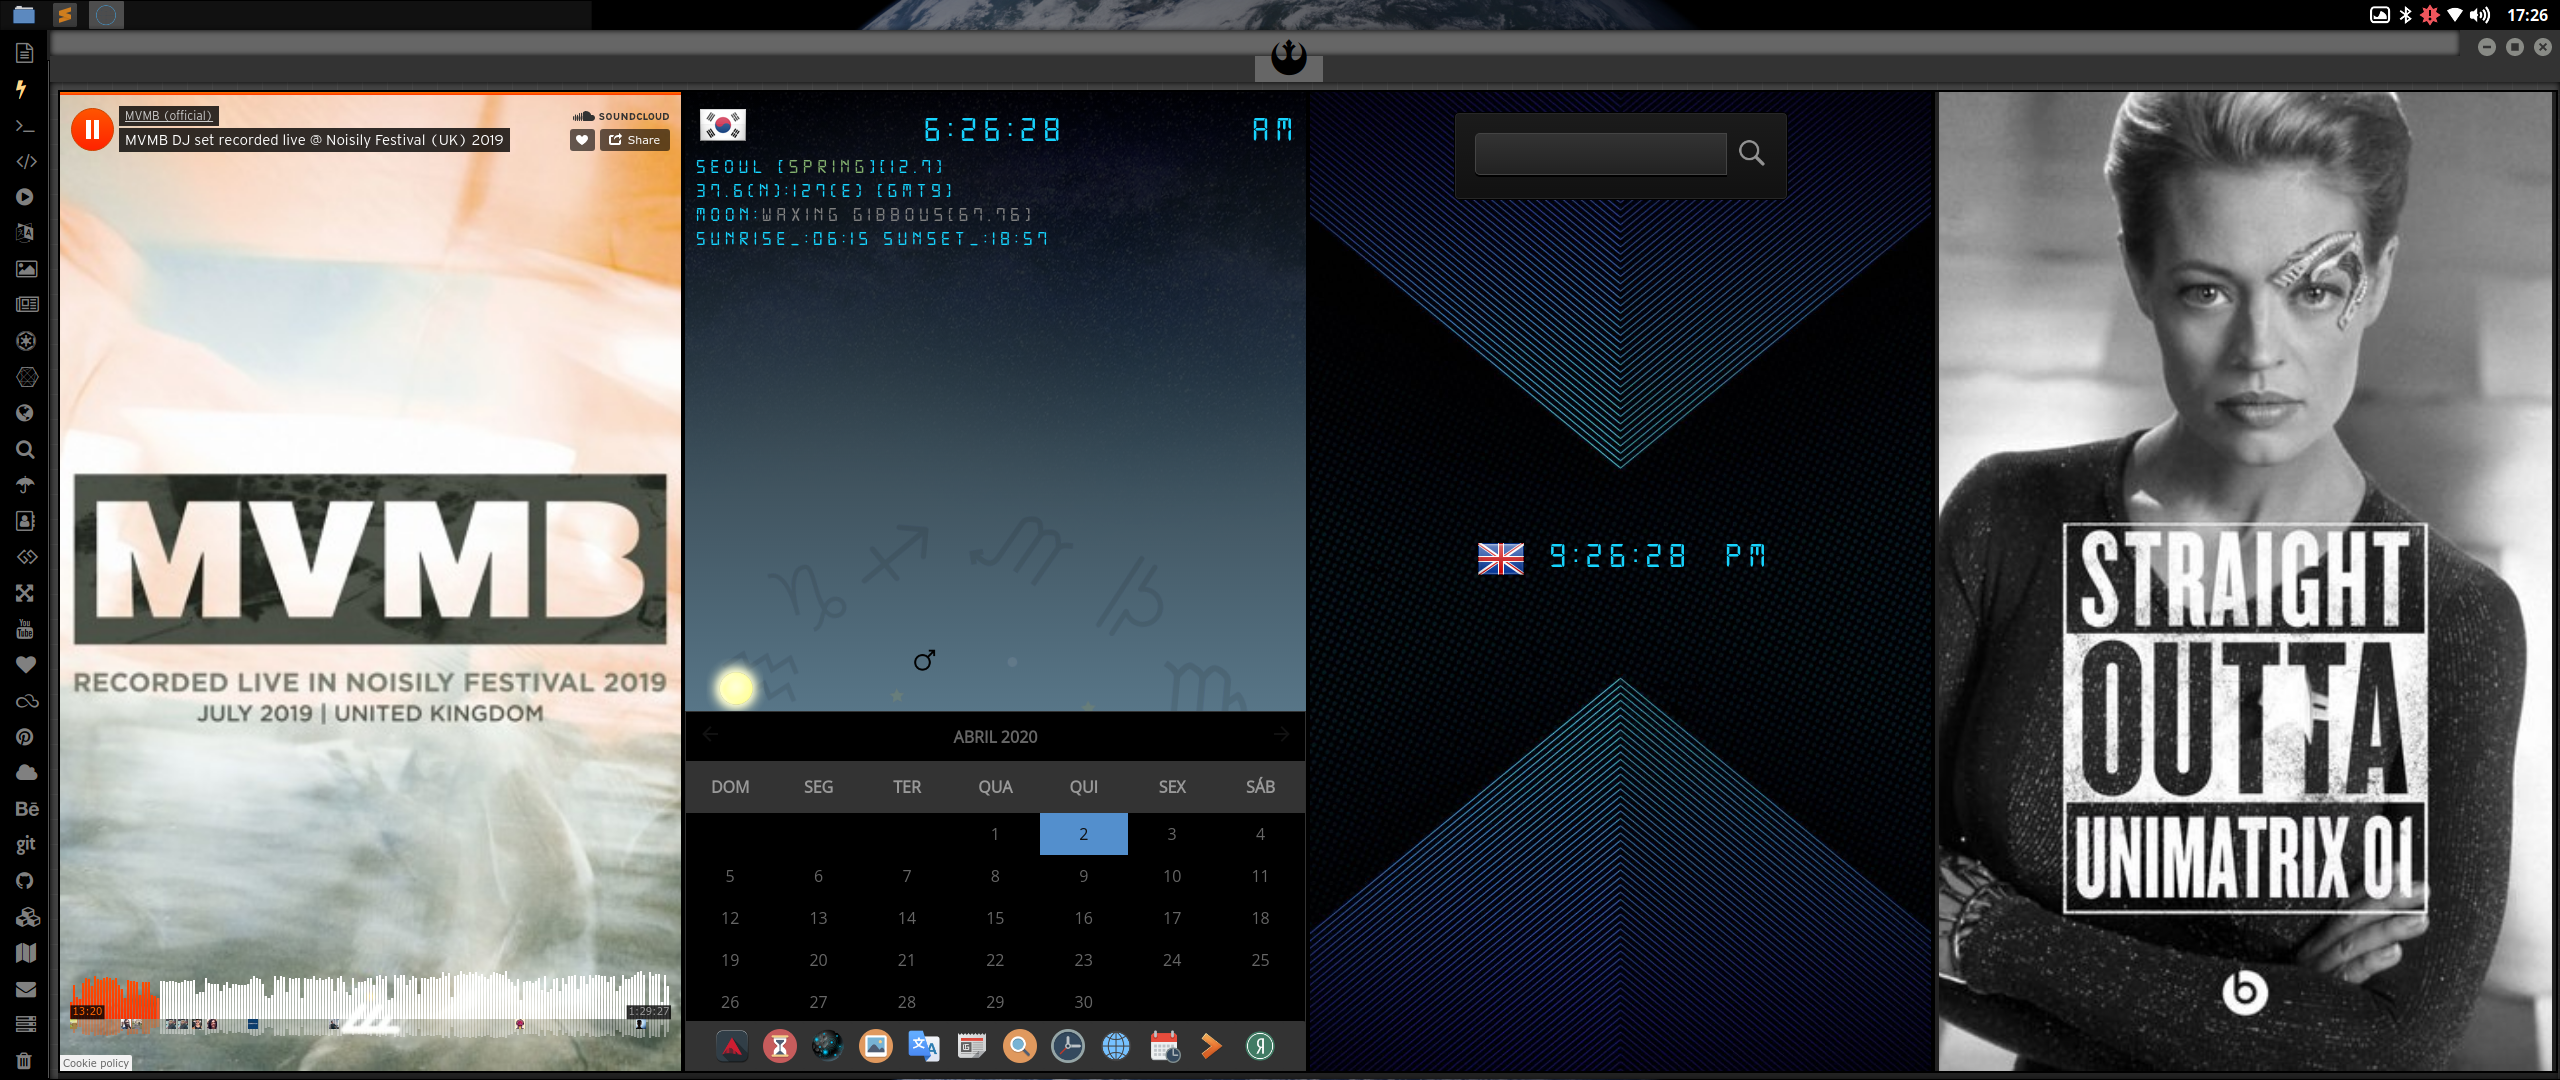 17:26
MVMB (official)
MVMB DJ set recorded live @ Noisily Festival (UK) 2019
SOUNDCLOUD
Share
MVMB
RECORDED LIVE IN NOISILY FESTIVAL 2019
JULY 2019 | UNITED KINGDOM
13:20
1:29:27
Cookie policy
6:26:28 AM
SEOUL [SPRING][12.7]
37.6(N):127(E) [GMT9]
MOON:WAXING GIBBOUS[67.76]
SUNRISE_:06:15 SUNSET_:18:57
ABRIL 2020
DOM SEG TER QUA QUI SEX SÁB
1 2 3 4
5 6 7 8 9 10 11
12 13 14 15 16 17 18
19 20 21 22 23 24 25
26 27 28 29 30
9:26:28 PM
STRAIGHT
OUTTA
UNIMATRIX 01
b
You
Tube
Bē
git